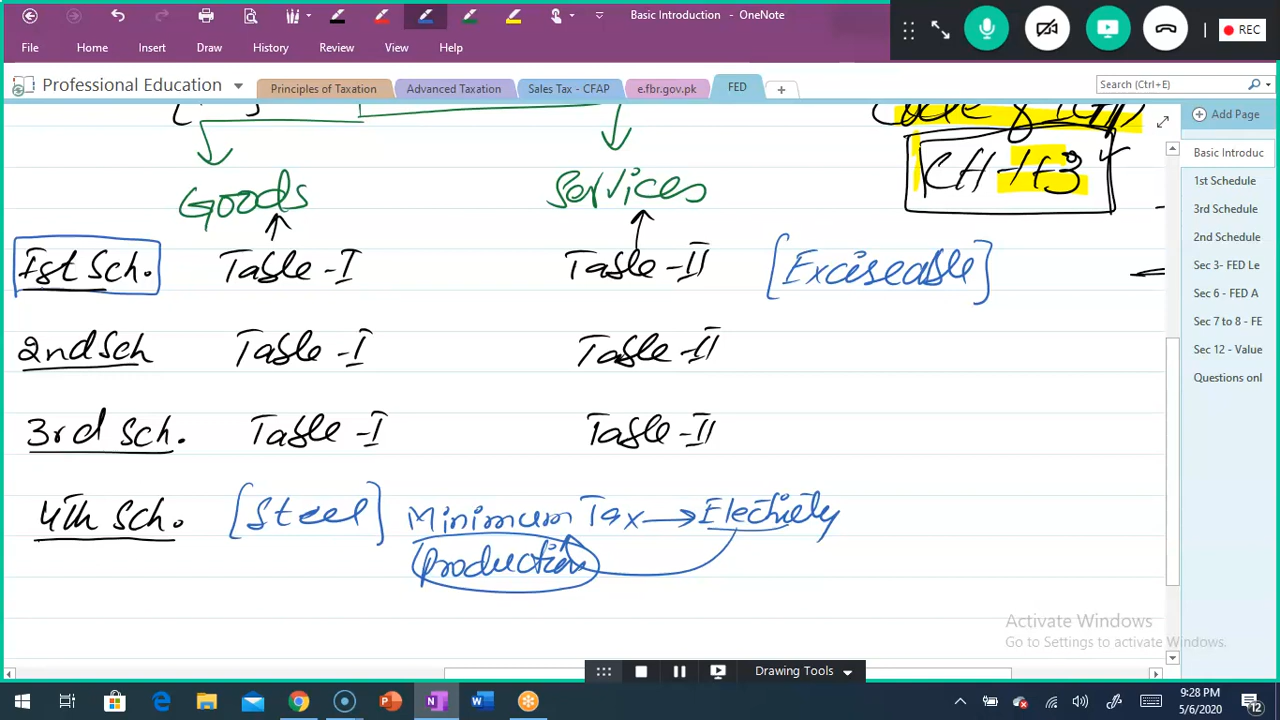 Basic Introduction - OneNote
REC
File Home Insert Draw History Review View Help
Professional Education
Principles of Taxation
Advanced Taxation
Sales Tax - CFAP
e.fbr.gov.pk
FED
Search (Ctrl+E)
Add Page
Basic Introduc
1st Schedule
3rd Schedule
2nd Schedule
Sec 3- FED Le
Sec 6 - FED A
Sec 7 to 8 - FE
Sec 12 - Value
Questions onl
Goods Services
Ist Sch. Table-I Table-II [Exciseable]
2nd Sch Table-I Table-II
3rd Sch. Table-I Table-II
4th Sch. [Steel] Minimum Tax → Electricity
Production
Activate Windows
Go to Settings to activate Windows.
Drawing Tools
9:28 PM
5/6/2020
12